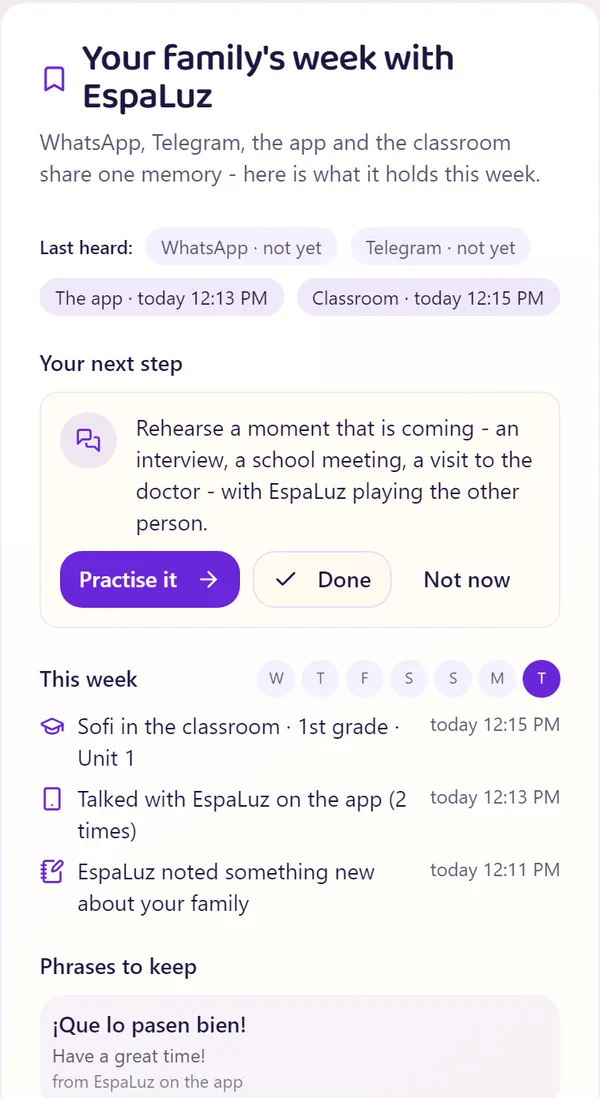 Your family's week with
EspaLuz
WhatsApp, Telegram, the app and the classroom
share one memory - here is what it holds this week.
Last heard: WhatsApp · not yet Telegram · not yet
The app · today 12:13 PM Classroom · today 12:15 PM
Your next step
Rehearse a moment that is coming - an
interview, a school meeting, a visit to the
doctor - with EspaLuz playing the other
person.
Practise it Done Not now
This week W T F S S M T
Sofi in the classroom · 1st grade · today 12:15 PM
Unit 1
Talked with EspaLuz on the app (2 today 12:13 PM
times)
EspaLuz noted something new today 12:11 PM
about your family
Phrases to keep
¡Que lo pasen bien!
Have a great time!
from EspaLuz on the app